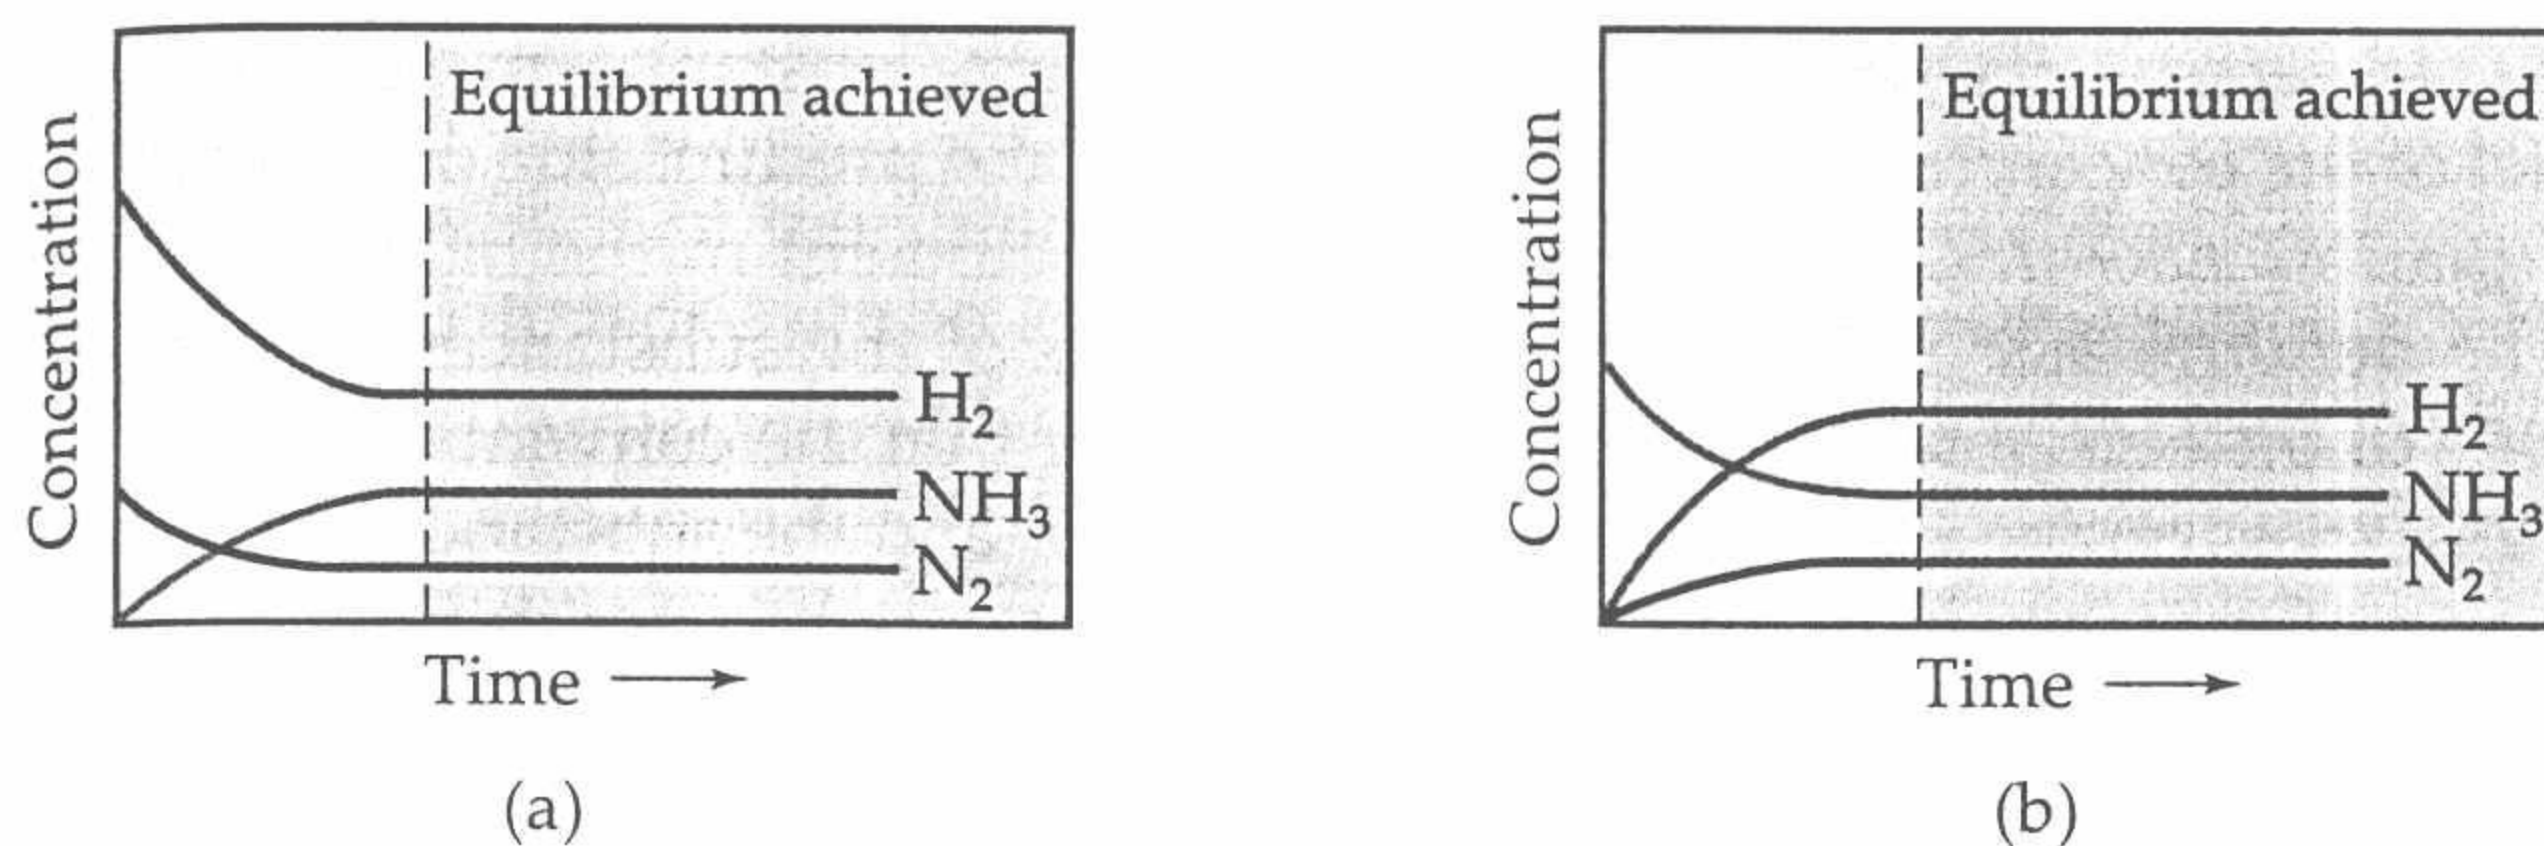 Concentration
Equilibrium achieved
H₂
NH₃
N₂
Time
(a)
Concentration
Equilibrium achieved
H₂
NH₃
N₂
Time
(b)